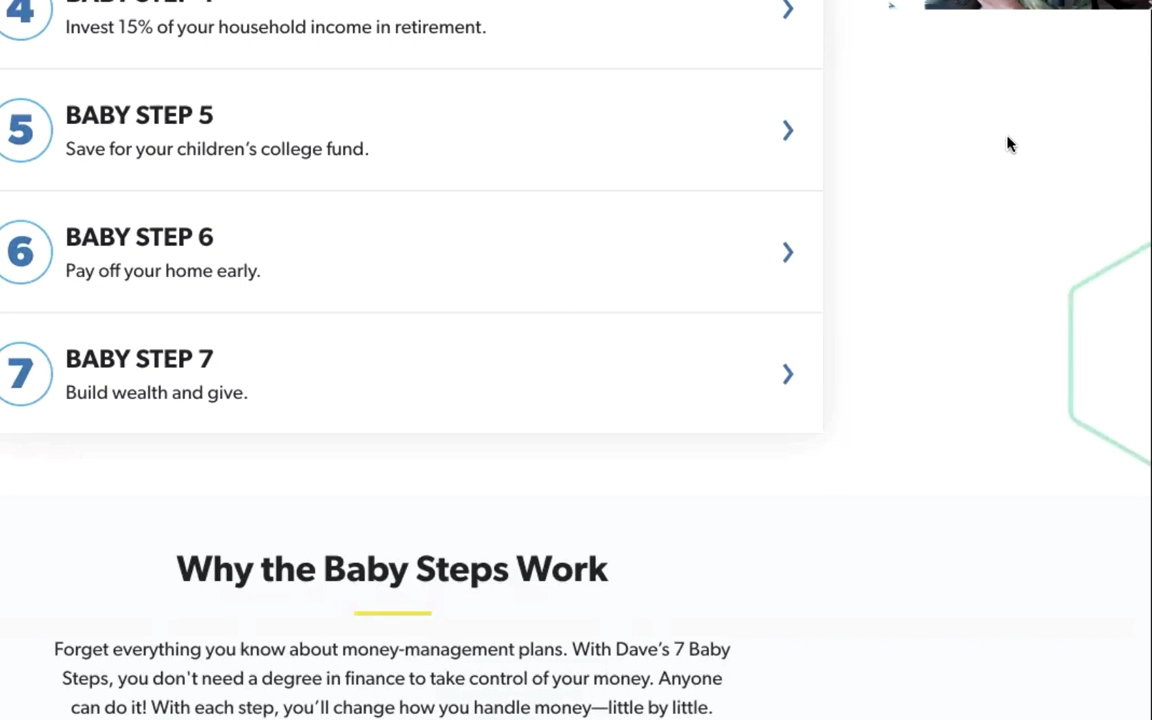 4
Invest 15% of your household income in retirement.
5
BABY STEP 5
Save for your children’s college fund.
6
BABY STEP 6
Pay off your home early.
7
BABY STEP 7
Build wealth and give.
Why the Baby Steps Work
Forget everything you know about money-management plans. With Dave’s 7 Baby
Steps, you don't need a degree in finance to take control of your money. Anyone
can do it! With each step, you’ll change how you handle money—little by little.